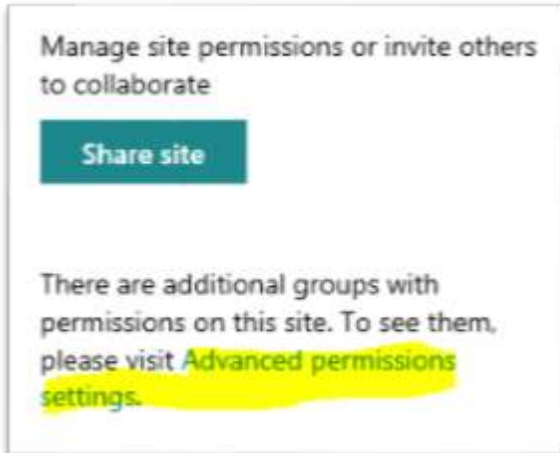 Manage site permissions or invite others
to collaborate
Share site
There are additional groups with
permissions on this site. To see them,
please visit Advanced permissions
settings.